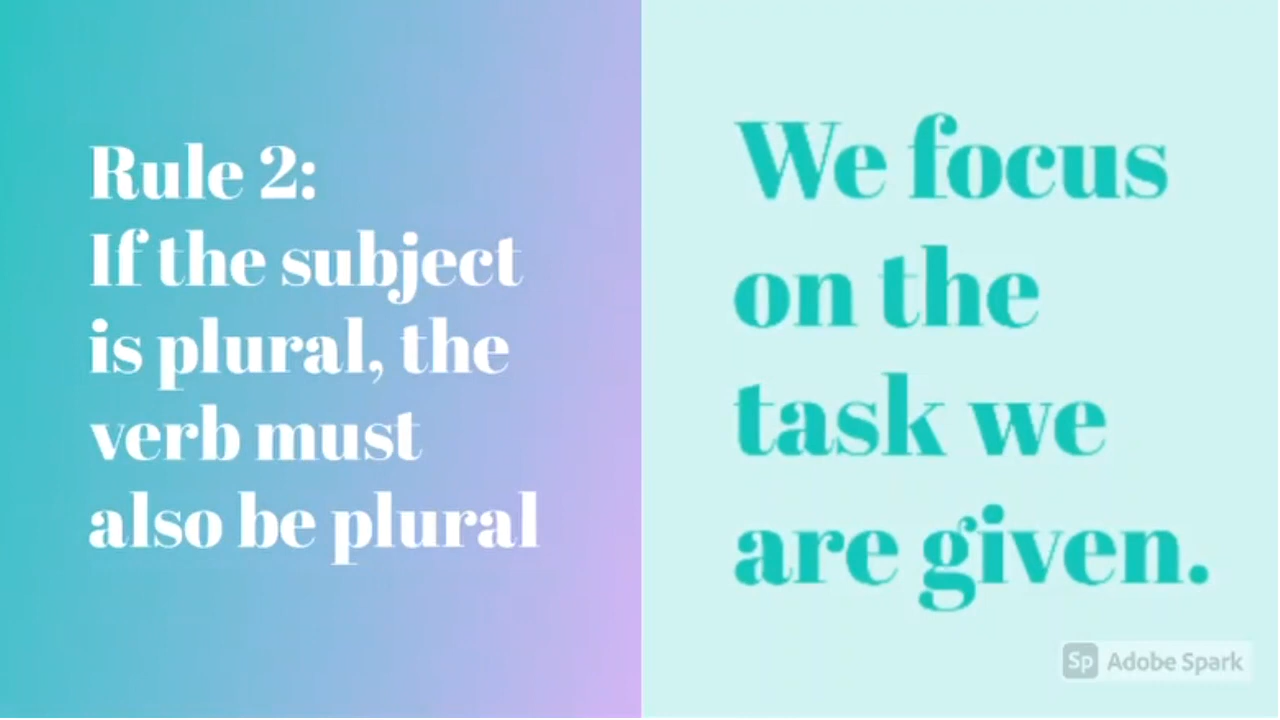 Rule 2:
If the subject
is plural, the
verb must
also be plural
We focus
on the
task we
are given.
Sp Adobe Spark